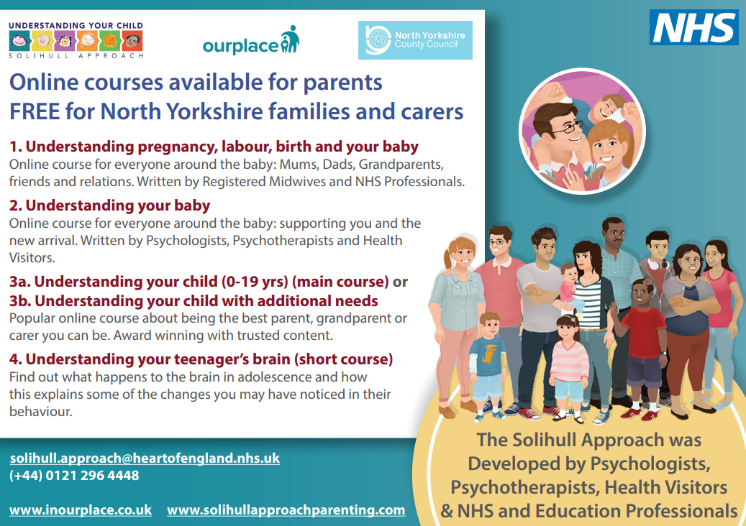 UNDERSTANDING YOUR CHILD
SOLIHULL APPROACH
ourplace
North Yorkshire
County Council
NHS
Online courses available for parents
FREE for North Yorkshire families and carers
1. Understanding pregnancy, labour, birth and your baby
Online course for everyone around the baby: Mums, Dads, Grandparents,
friends and relations. Written by Registered Midwives and NHS Professionals.
2. Understanding your baby
Online course for everyone around the baby: supporting you and the
new arrival. Written by Psychologists, Psychotherapists and Health
Visitors.
3a. Understanding your child (0-19 yrs) (main course) or
3b. Understanding your child with additional needs
Popular online course about being the best parent, grandparent or
carer you can be. Award winning with trusted content.
4. Understanding your teenager's brain (short course)
Find out what happens to the brain in adolescence and how
this explains some of the changes you may have noticed in their
behaviour.
solihull.approach@heartofengland.nhs.uk
(+44) 0121 296 4448
www.inourplace.co.uk www.solihullapproachparenting.com
The Solihull Approach was
Developed by Psychologists,
Psychotherapists, Health Visitors
& NHS and Education Professionals